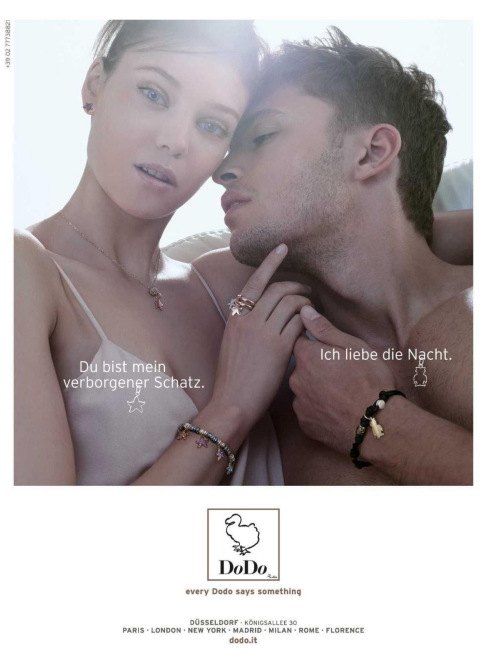 +39 02 7773882!
Du bist mein
verborgener Schatz.
Ich liebe die Nacht.
DoDo
every Dodo says something
DÜSSELDORF · KÖNIGSALLEE 30
PARIS · LONDON · NEW YORK · MADRID · MILAN · ROME · FLORENCE
dodo.it